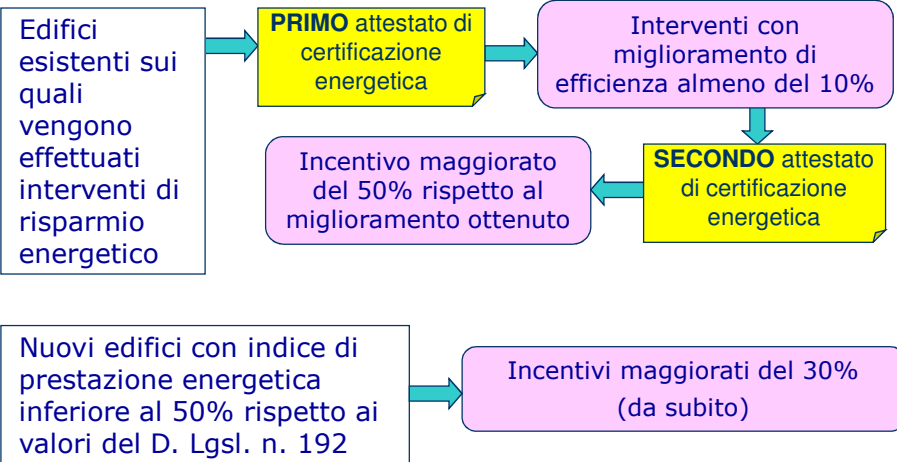 Edifici
esistenti sui
quali
vengono
effettuati
interventi di
risparmio
energetico
PRIMO attestato di
certificazione
energetica
Interventi con
miglioramento di
efficienza almeno del 10%
SECONDO attestato
di certificazione
energetica
Incentivo maggiorato
del 50% rispetto al
miglioramento ottenuto
Nuovi edifici con indice di
prestazione energetica
inferiore al 50% rispetto ai
valori del D. Lgsl. n. 192
Incentivi maggiorati del 30%
(da subito)